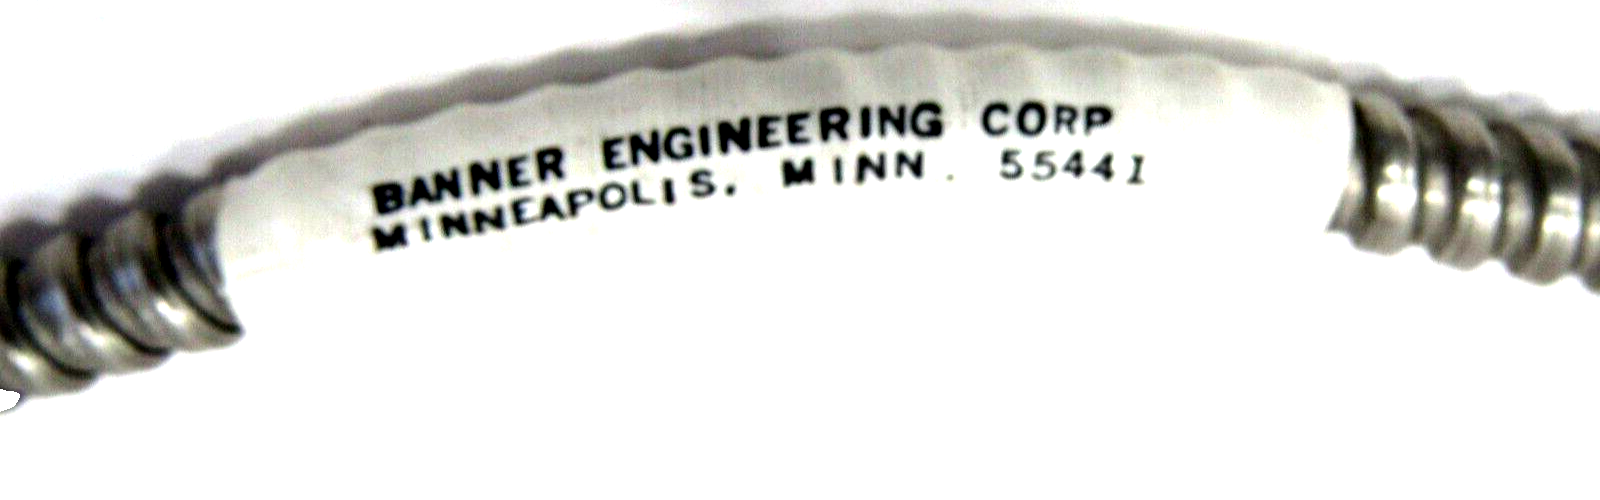 BANNER ENGINEERING CORP
MINNEAPOLIS, MINN. 55441